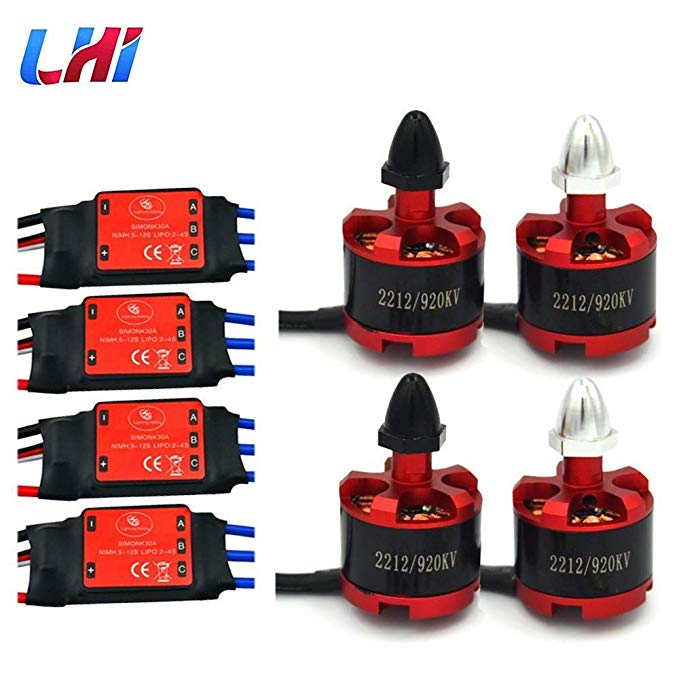 LHI
A
SIMONK30A
B
NiMH:5-12S LIPO:2-4S
C
CE
2212/920KV
2212/920KV
A
SIMONK30A
B
NiMH:5-12S LIPO:2-4S
C
CE
A
SIMONK30A
B
NiMH:5-12S LIPO:2-4S
C
CE
2212/920KV
2212/920KV
A
SIMONK30A
B
NiMH:5-12S LIPO:2-4S
C
CE